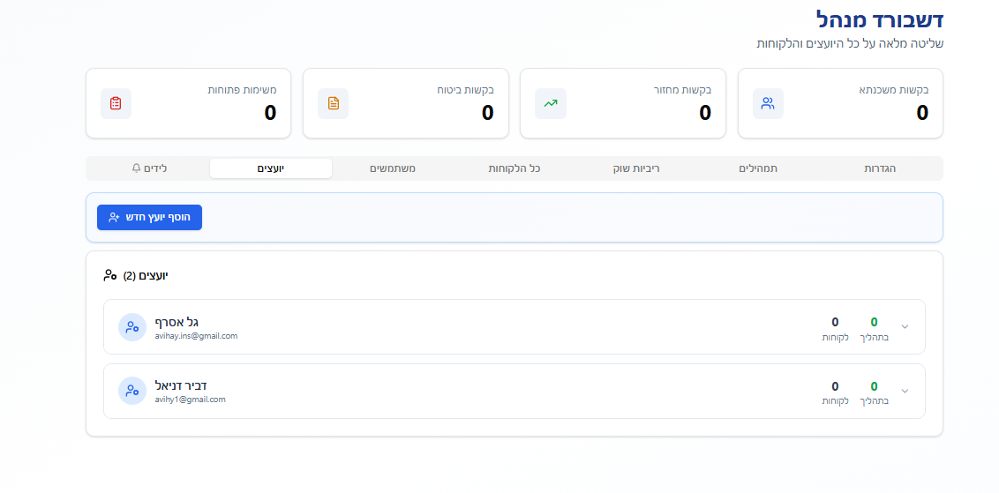 דשבורד מנהל
שליטה מלאה על כל היועצים והלקוחות
בקשות משכנתא
0
בקשות מחזור
0
בקשות ביטוח
0
משימות פתוחות
0
הגדרות
תמהילים
ריביות שוק
כל הלקוחות
משתמשים
יועצים
לידים
הוסף יועץ חדש
יועצים (2)
גל אסרף
avihay.ins@gmail.com
0
בתהליך
0
לקוחות
דביר דניאל
avihy1@gmail.com
0
בתהליך
0
לקוחות